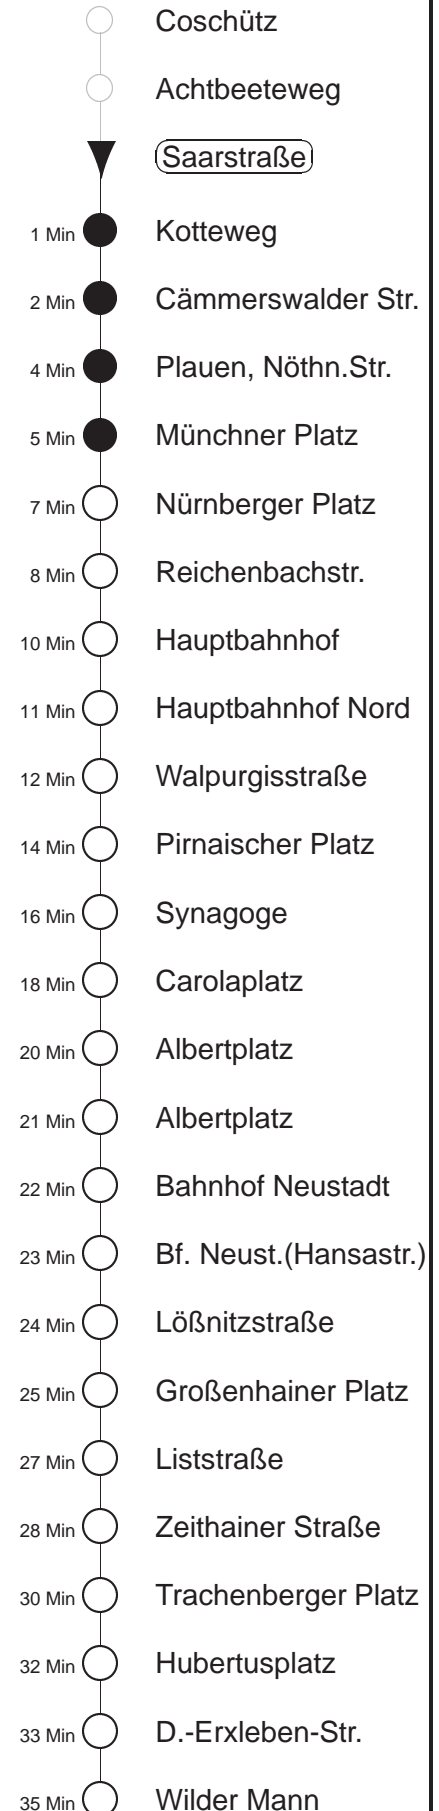 Coschütz
Achtbeeteweg
Saarstraße
1 Min Kotteweg
2 Min Cämmerswalder Str.
4 Min Plauen, Nöthn.Str.
5 Min Münchner Platz
7 Min Nürnberger Platz
8 Min Reichenbachstr.
10 Min Hauptbahnhof
11 Min Hauptbahnhof Nord
12 Min Walpurgisstraße
14 Min Pirnaischer Platz
16 Min Synagoge
18 Min Carolaplatz
20 Min Albertplatz
21 Min Albertplatz
22 Min Bahnhof Neustadt
23 Min Bf. Neust.(Hansastr.)
24 Min Lößnitzstraße
25 Min Großenhainer Platz
27 Min Liststraße
28 Min Zeithainer Straße
30 Min Trachenberger Platz
32 Min Hubertusplatz
33 Min D.-Erxleben-Str.
35 Min Wilder Mann